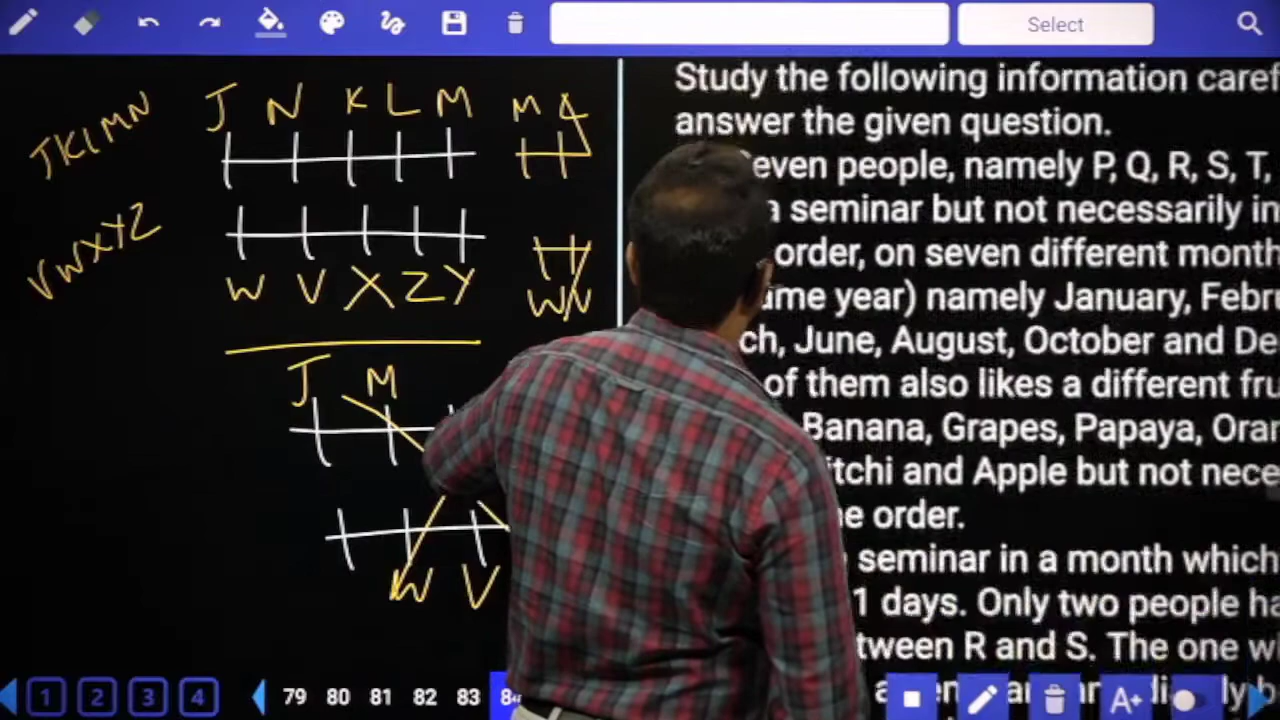 Select
JKLMN
J N K L M
M
VWXYZ
W V X Z Y
W V
J M
W V
Study the following information caref
answer the given question.
even people, namely P, Q, R, S, T,
a seminar but not necessarily in
order, on seven different month
ame year) namely January, Febr
ch, June, August, October and De
of them also likes a different fru
Banana, Grapes, Papaya, Oran
itchi and Apple but not nece
e order.
seminar in a month which
1 days. Only two people ha
tween R and S. The one wi
1 2 3 4 79 80 81 82 83 84 A+